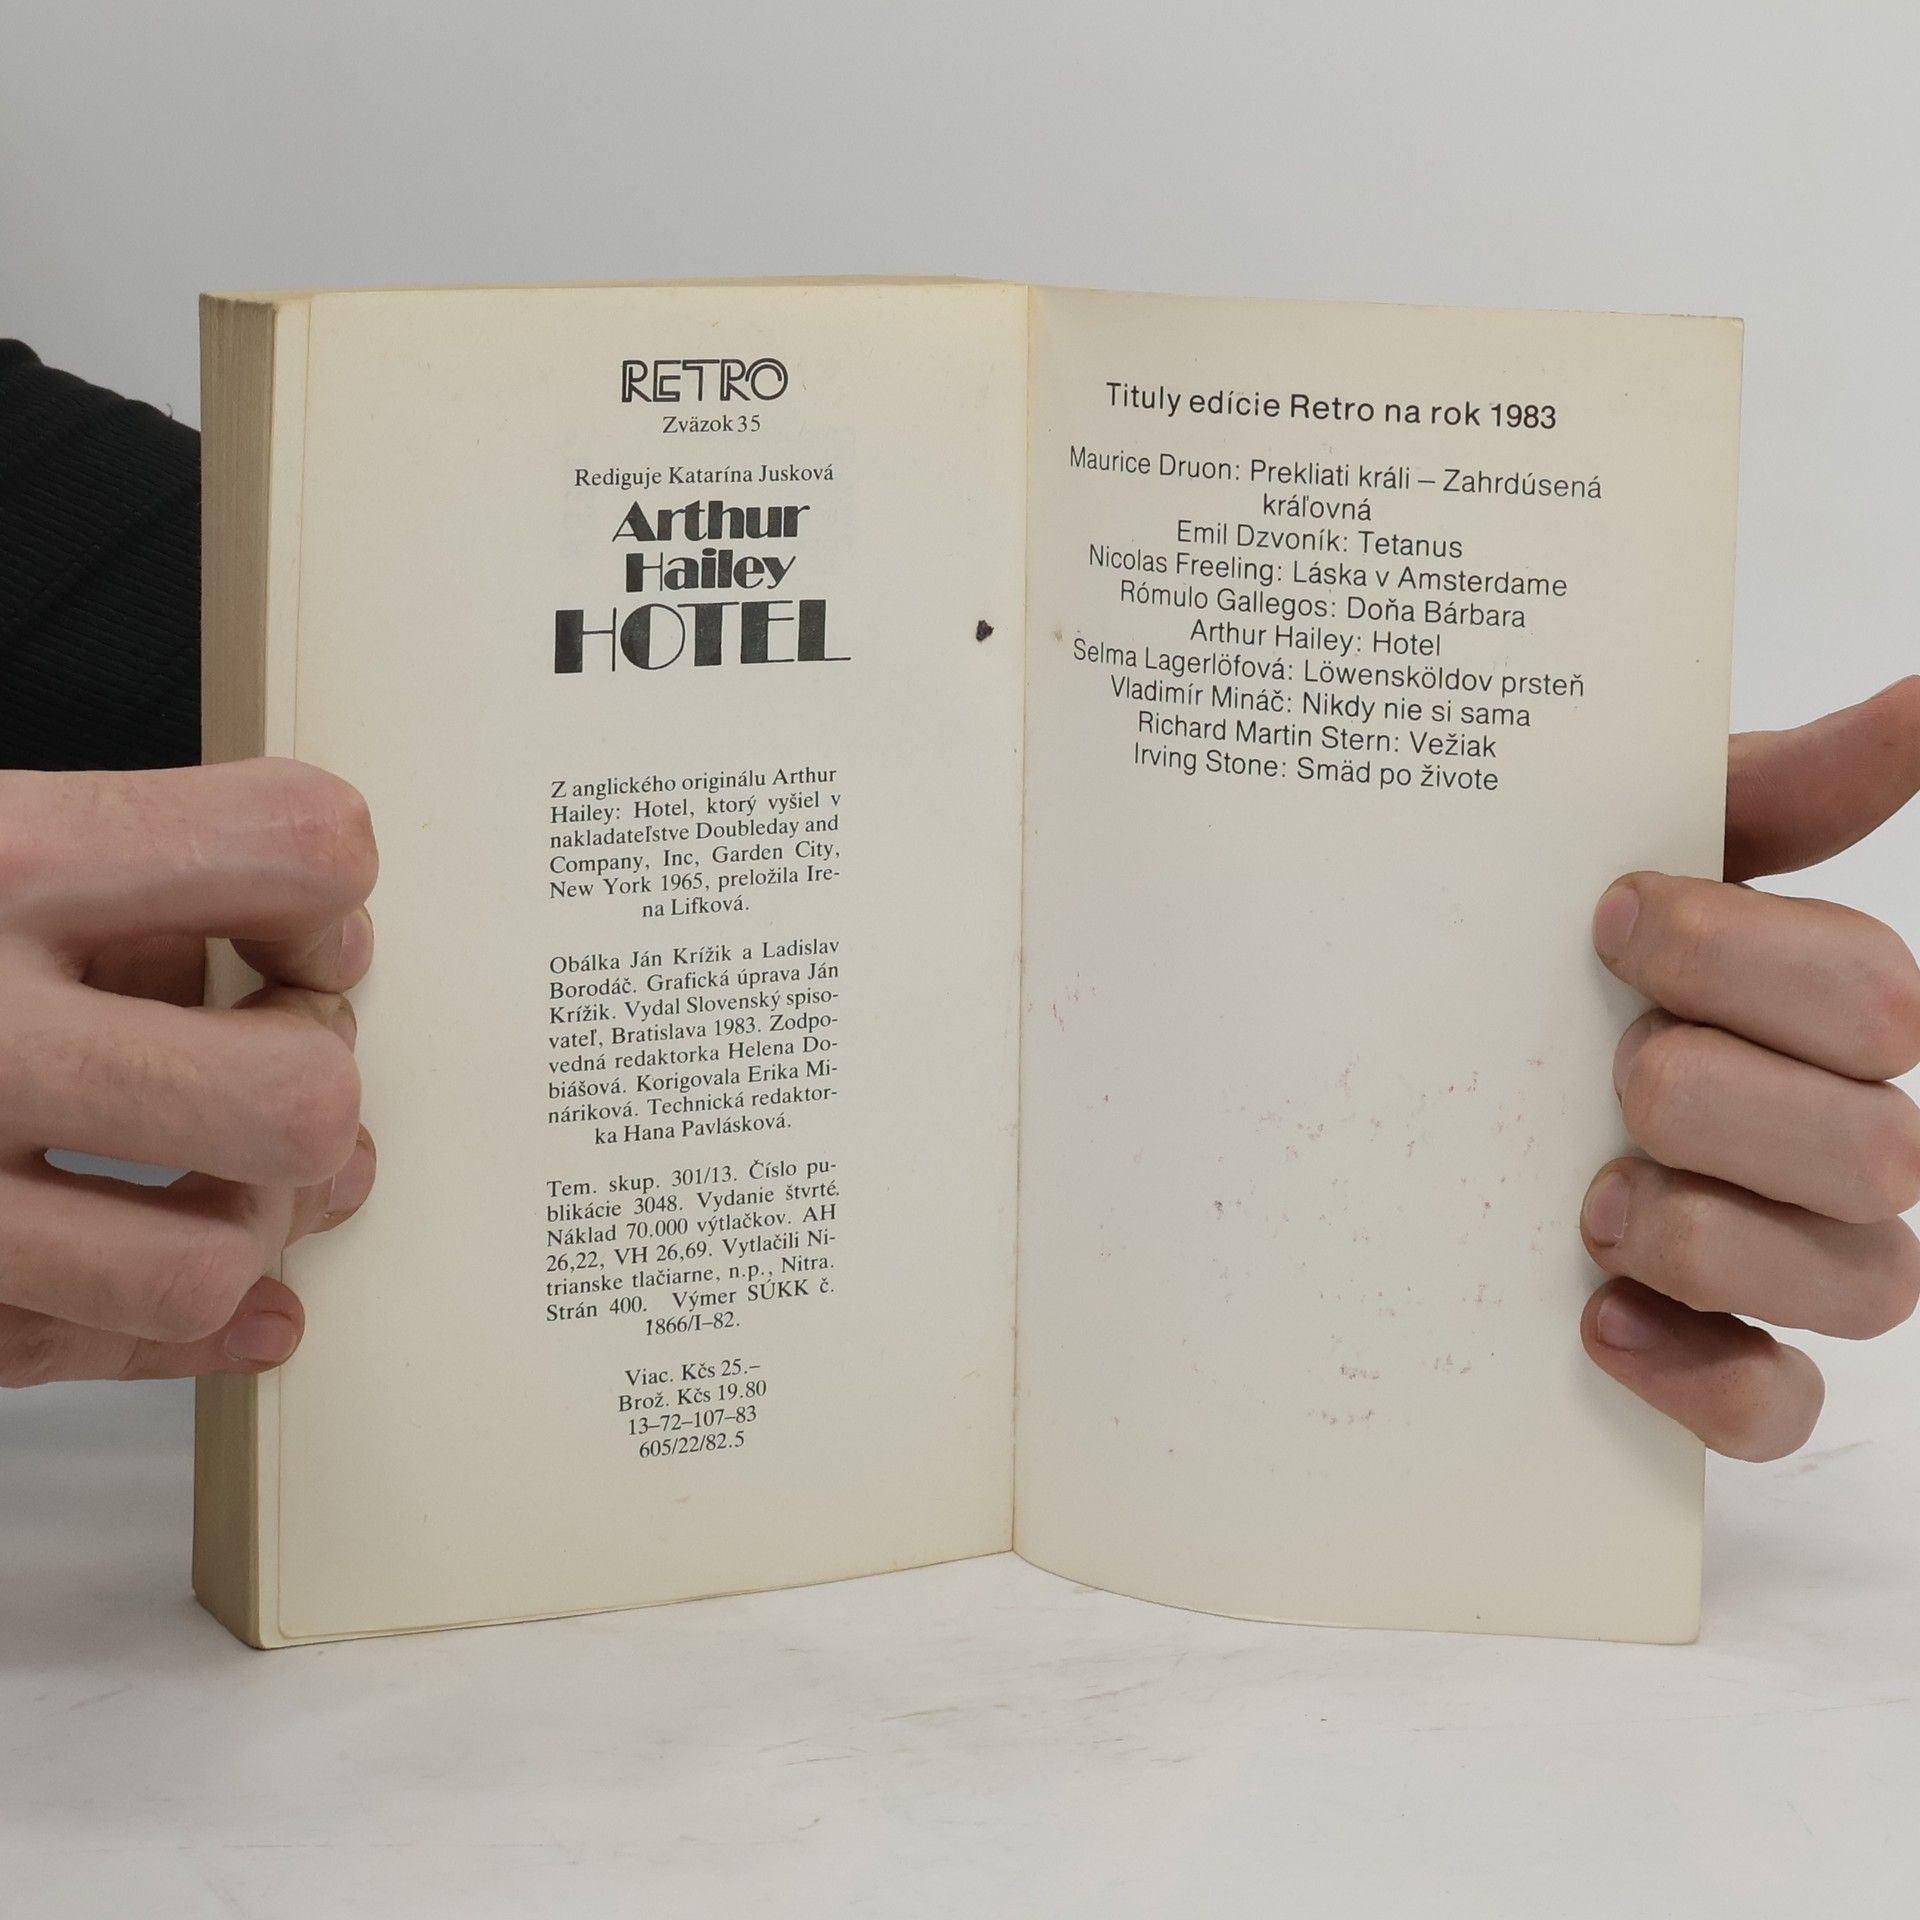 RETRO
Zväzok 35
Rediguje Katarína Jusková
Arthur
Hailey
HOTEL
Z anglického originálu Arthur
Hailey: Hotel, ktorý vyšiel v
nakladateľstve Doubleday and
Company, Inc, Garden City,
New York 1965, preložila Ire-
na Lifková.
Obálka Ján Krížik a Ladislav
Borodáč. Grafická úprava Ján
Krížik. Vydal Slovenský spiso-
vateľ, Bratislava 1983. Zodpo-
vedná redaktorka Helena Do-
biášová. Korigovala Erika Mi-
náriková. Technická redaktor-
ka Hana Pavlásková.
Tem. skup. 301/13. Číslo pu-
blikácie 3048. Vydanie štvrté.
Náklad 70.000 výtlačkov. AH
26,22, VH 26,69. Vytlačili Ni-
trianske tlačiarne, n.p., Nitra.
Strán 400. Výmer SÚKK č.
1866/I–82.
Viac. Kčs 25.–
Brož. Kčs 19.80
13–72–107–83
605/22/82.5
Tituly edície Retro na rok 1983
Maurice Druon: Prekliati králi – Zahrdúsená
kráľovná
Emil Dzvoník: Tetanus
Nicolas Freeling: Láska v Amsterdame
Rómulo Gallegos: Doňa Bárbara
Arthur Hailey: Hotel
Selma Lagerlöfová: Löwensköldov prsteň
Vladimír Mináč: Nikdy nie si sama
Richard Martin Stern: Vežiak
Irving Stone: Smäd po živote